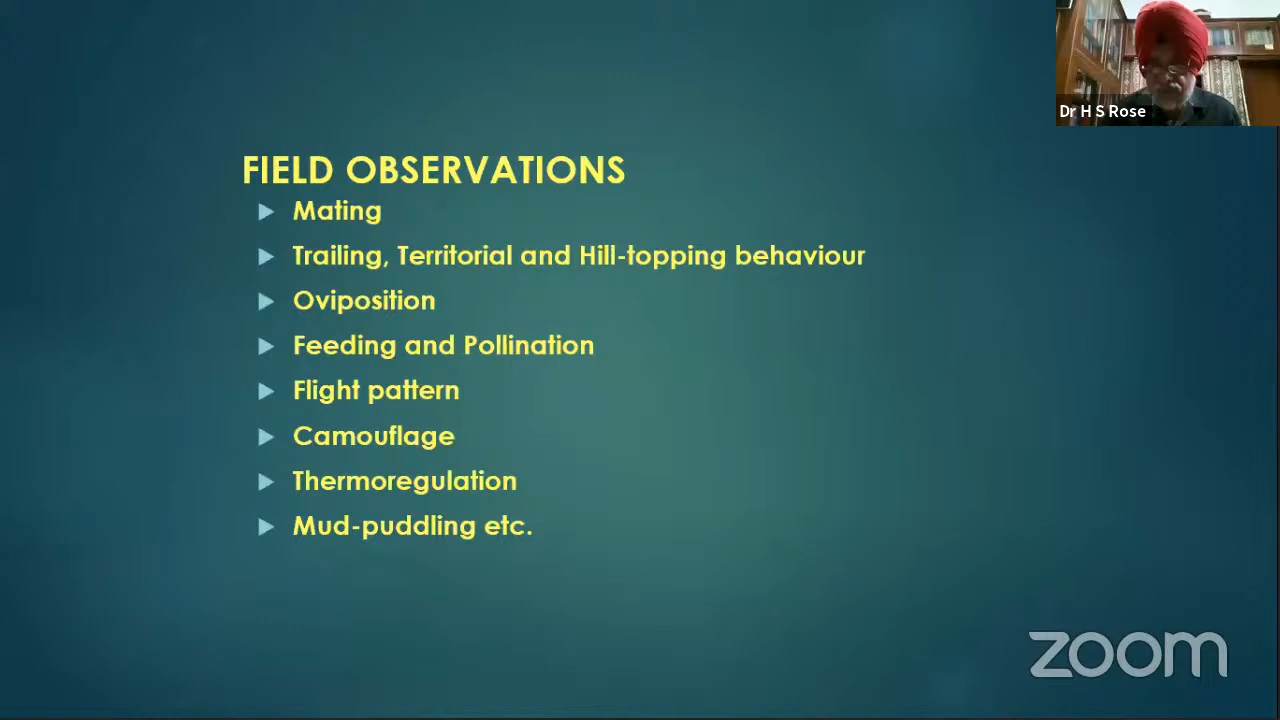 Dr H S Rose
FIELD OBSERVATIONS
Mating
Trailing, Territorial and Hill-topping behaviour
Oviposition
Feeding and Pollination
Flight pattern
Camouflage
Thermoregulation
Mud-puddling etc.
zoom